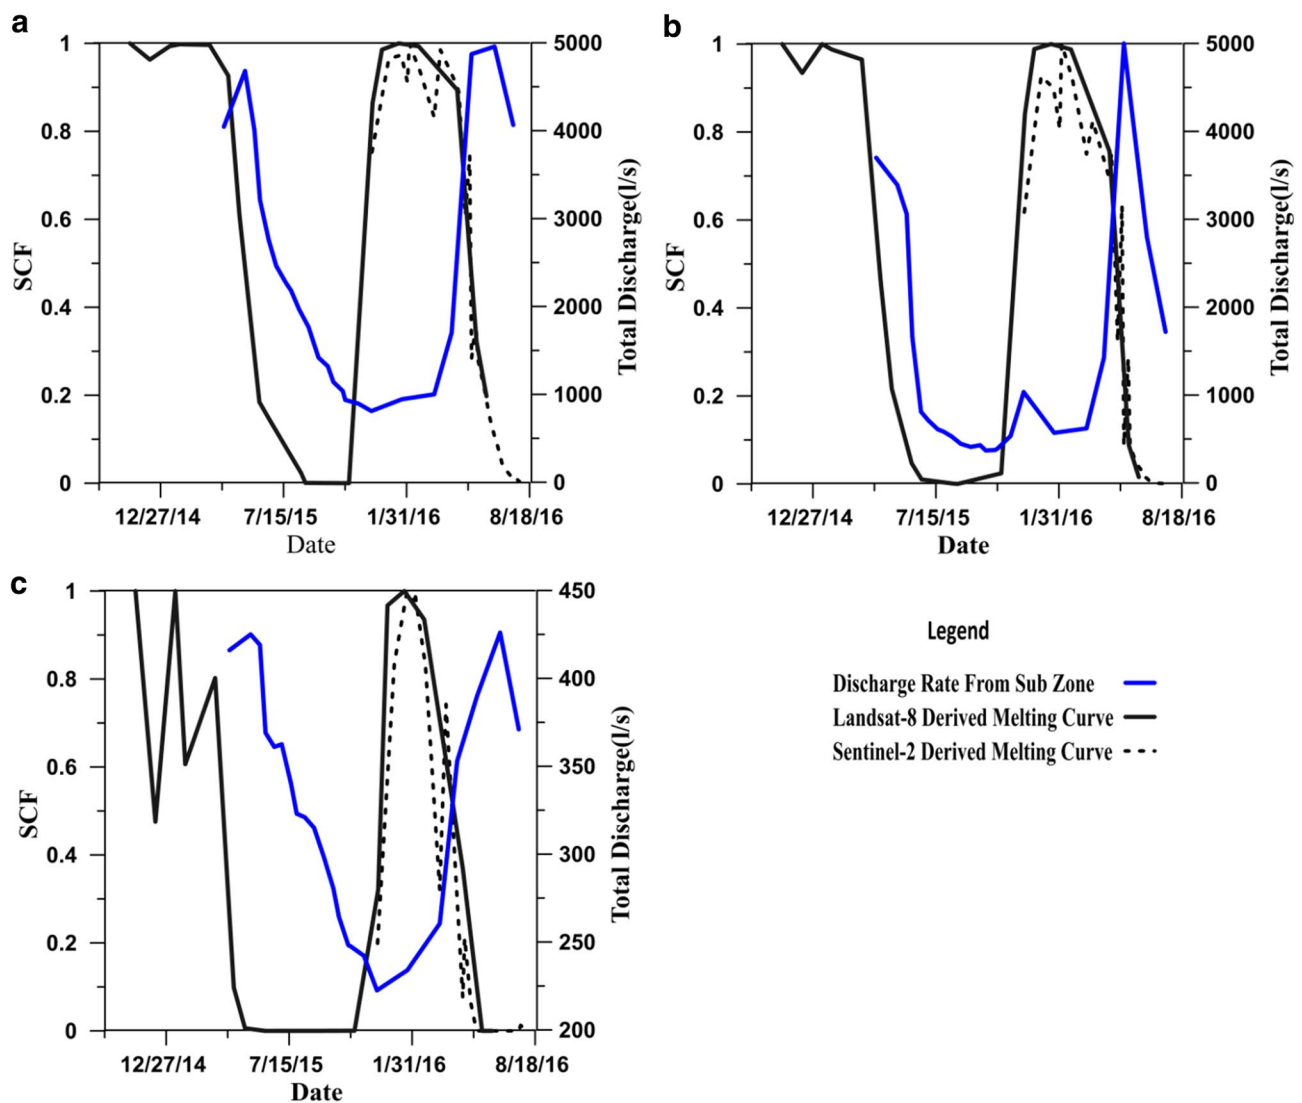 a
1
0.8
0.6
0.4
0.2
0
SCF
5000
4000
3000
2000
1000
0
Total Discharge(l/s)
12/27/14 7/15/15 1/31/16 8/18/16
Date
b
1
0.8
0.6
0.4
0.2
0
SCF
5000
4000
3000
2000
1000
0
Total Discharge(l/s)
12/27/14 7/15/15 1/31/16 8/18/16
Date
c
1
0.8
0.6
0.4
0.2
0
SCF
450
400
350
300
250
200
Total Discharge(l/s)
12/27/14 7/15/15 1/31/16 8/18/16
Date
Legend
Discharge Rate From Sub Zone
Landsat-8 Derived Melting Curve
Sentinel-2 Derived Melting Curve